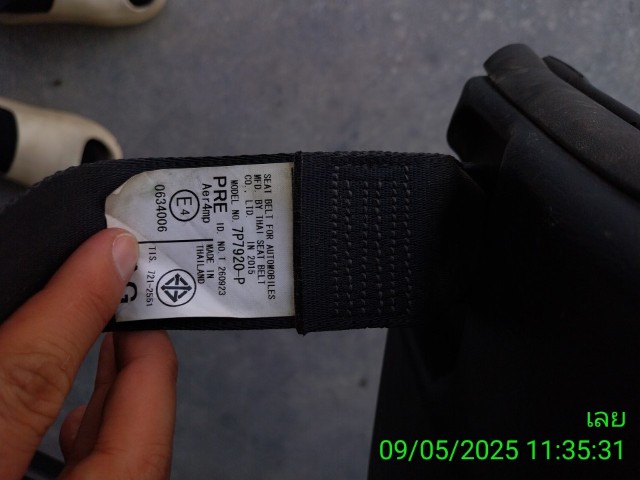 SEAT BELT FOR AUTOMOBILES
MFD. BY THAI SEAT BELT
CO., LTD. IN 2015
MODEL NO. 7P7920-P
PRE ID. NO. T 260923
Aer4mp MADE IN
THAILAND
E4
0634006
TIS. 721-2551
G
เลย
09/05/2025 11:35:31